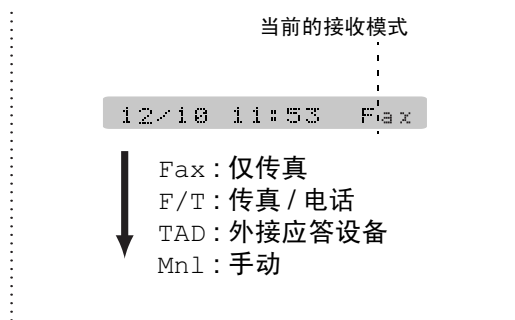 当前的接收模式
12/10 11:53 Fax
Fax : 仅传真
F/T : 传真 / 电话
TAD : 外接应答设备
Mnl : 手动